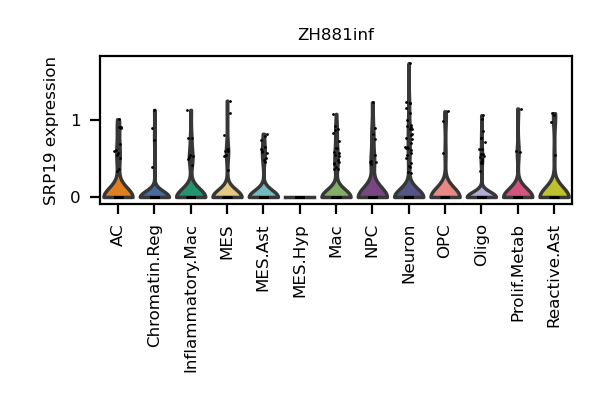 ZH881inf
SRP19 expression
1
0
AC
Chromatin.Reg
Inflammatory.Mac
MES
MES.Ast
MES.Hyp
Mac
NPC
Neuron
OPC
Oligo
Prolif.Metab
Reactive.Ast